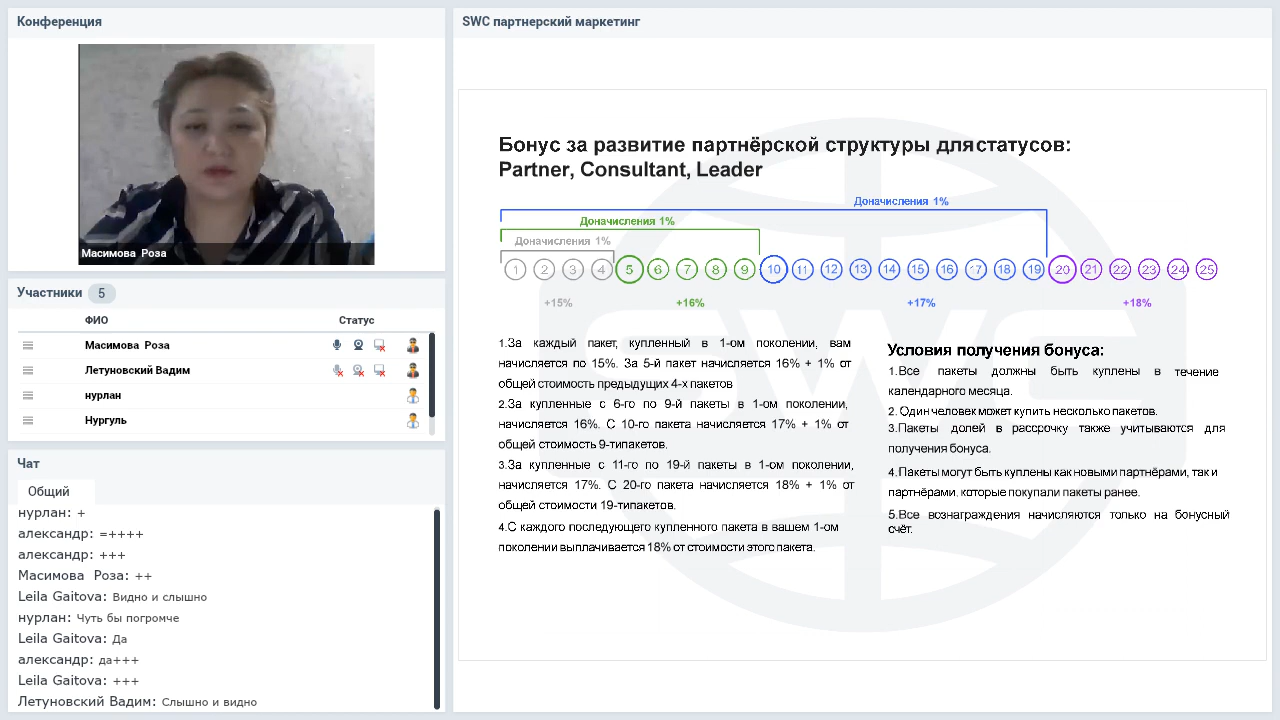 Конференция
Масимова Роза
Участники 5
ФИО Статус
Масимова Роза
Летуновский Вадим
нурлан
Нургуль
Чат
Общий
нурлан: +
александр: =++++
александр: +++
Масимова Роза: ++
Leila Gaitova: Видно и слышно
нурлан: Чуть бы погромче
Leila Gaitova: Да
александр: да+++
Leila Gaitova: +++
Летуновский Вадим: Слышно и видно
SWC партнерский маркетинг
Бонус за развитие партнёрской структуры для статусов:
Partner, Consultant, Leader
Доначисления 1%
Доначисления 1%
Доначисления 1%
1 2 3 4 5 6 7 8 9 10 11 12 13 14 15 16 17 18 19 20 21 22 23 24 25
+15% +16% +17% +18%
1.За каждый пакет, купленный в 1-ом поколении, вам
начисляется по 15%. За 5-й пакет начисляется 16% + 1% от
общей стоимость предыдущих 4-х пакетов
2.За купленные с 6-го по 9-й пакеты в 1-ом поколении,
начисляется 16%. С 10-го пакета начисляется 17% + 1% от
общей стоимость 9-типакетов.
3.За купленные с 11-го по 19-й пакеты в 1-ом поколении,
начисляется 17%. С 20-го пакета начисляется 18% + 1% от
общей стоимости 19-типакетов.
4.С каждого последующего купленного пакета в вашем 1-ом
поколении выплачивается 18% от стоимости этого пакета.
Условия получения бонуса:
1.Все пакеты должны быть куплены в течение
календарного месяца.
2. Один человек может купить несколько пакетов.
3.Пакеты долей в рассрочку также учитываются для
получения бонуса.
4.Пакеты могут быть куплены как новыми партнёрами, так и
партнёрами, которые покупали пакеты ранее.
5.Все вознаграждения начисляются только на бонусный
счёт.
SWC